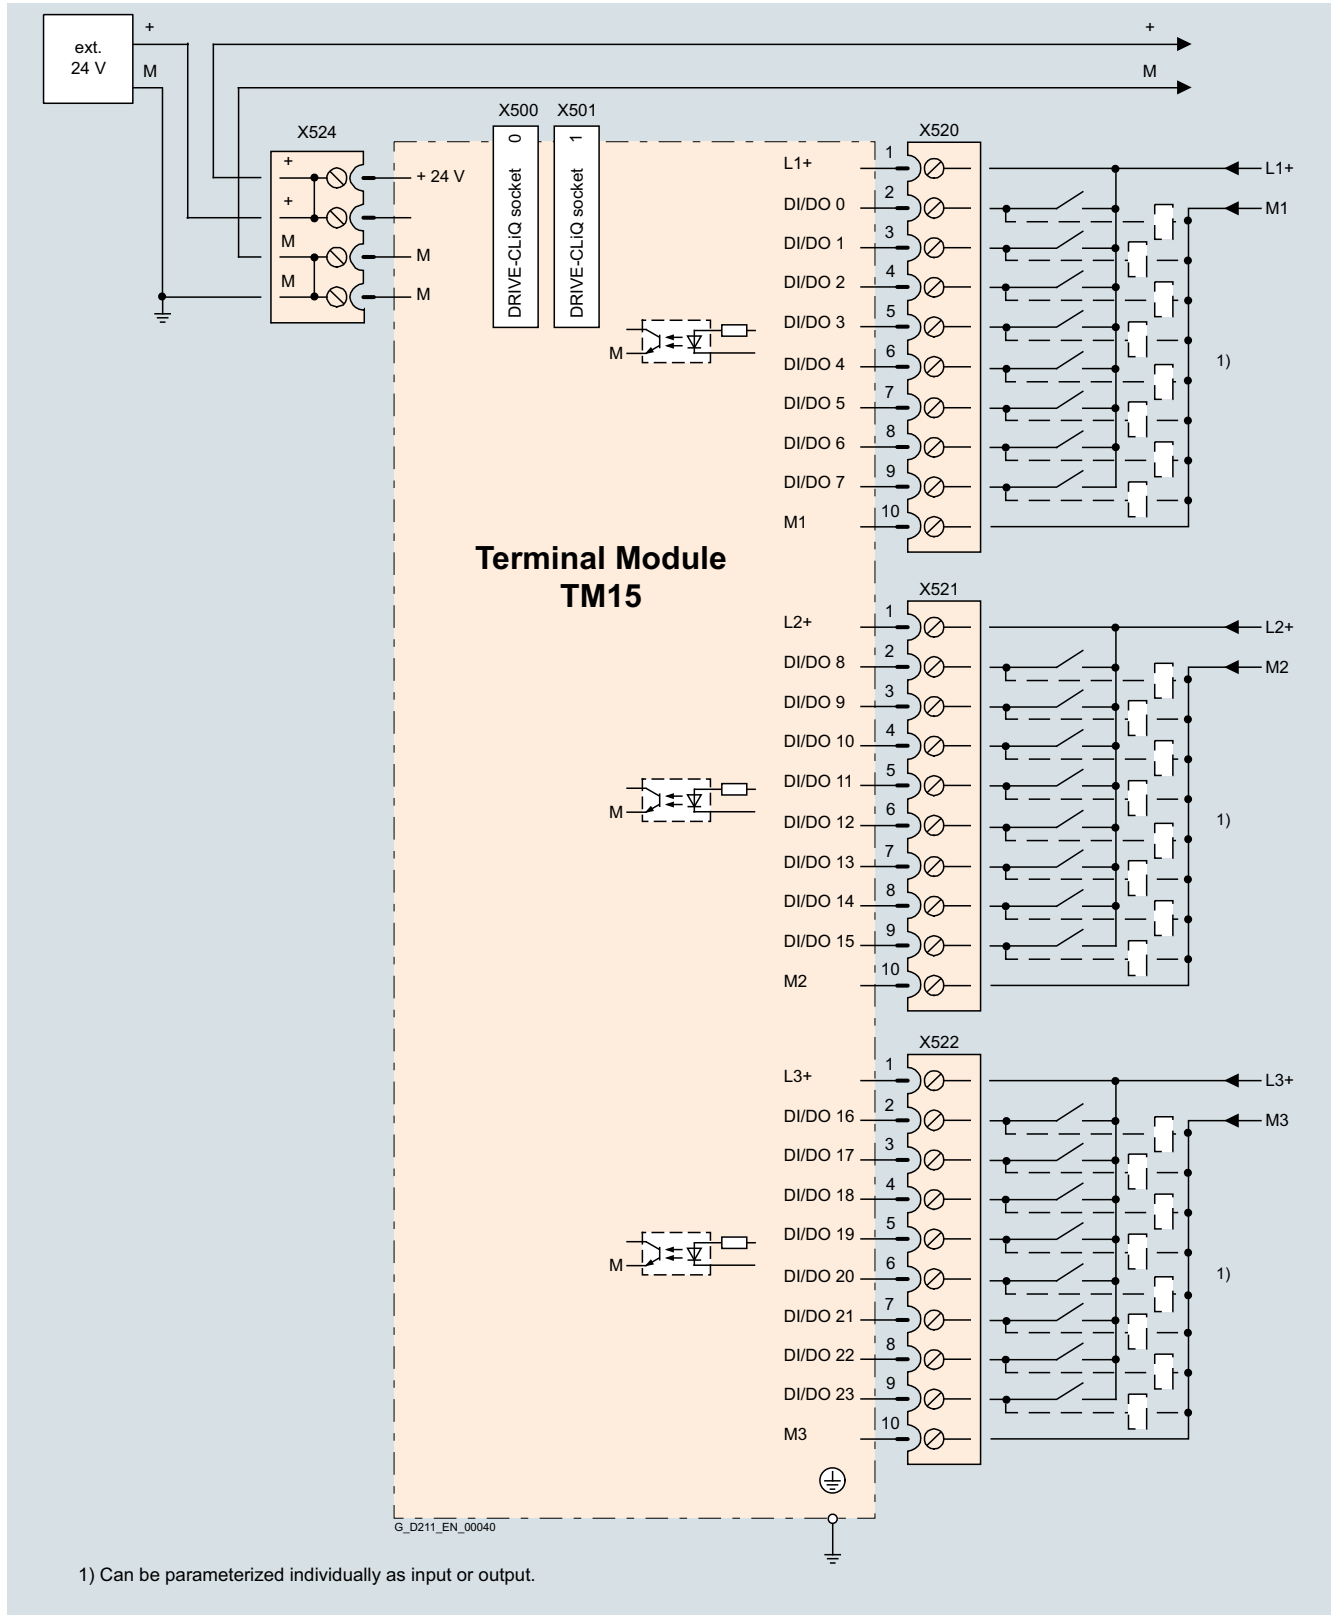 ext.
24 V
+
M
+
M
X524
+
+
M
M
+ 24 V
M
M
X500
X501
DRIVE-CLiQ socket 0
DRIVE-CLiQ socket 1
Terminal Module
TM15
M
M
M
X520
L1+ 1
DI/DO 0 2
DI/DO 1 3
DI/DO 2 4
DI/DO 3 5
DI/DO 4 6
DI/DO 5 7
DI/DO 6 8
DI/DO 7 9
M1 10
L1+
M1
1)
X521
L2+ 1
DI/DO 8 2
DI/DO 9 3
DI/DO 10 4
DI/DO 11 5
DI/DO 12 6
DI/DO 13 7
DI/DO 14 8
DI/DO 15 9
M2 10
L2+
M2
1)
X522
L3+ 1
DI/DO 16 2
DI/DO 17 3
DI/DO 18 4
DI/DO 19 5
DI/DO 20 6
DI/DO 21 7
DI/DO 22 8
DI/DO 23 9
M3 10
L3+
M3
1)
G_D211_EN_00040
1) Can be parameterized individually as input or output.